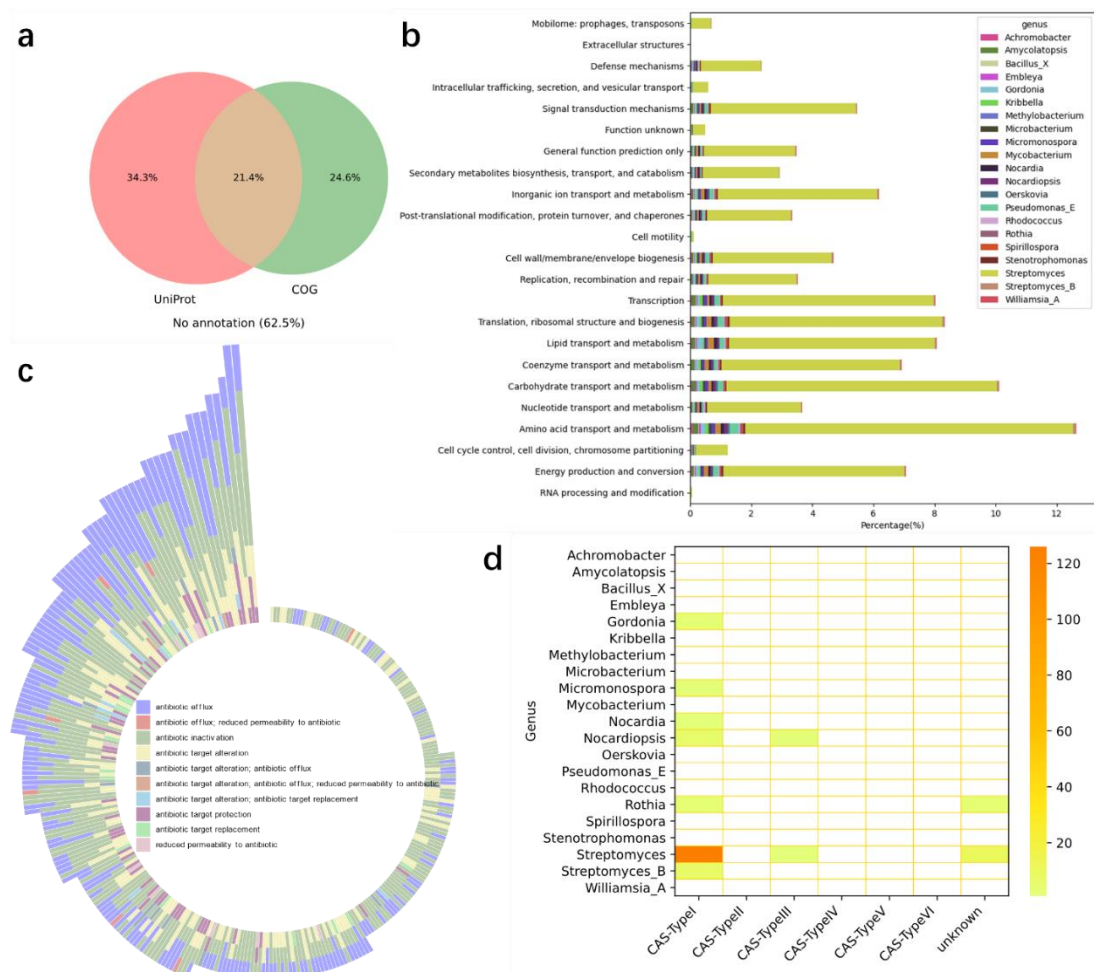 a
34.3%
21.4%
24.6%
UniProt
COG
No annotation (62.5%)
b
Mobilome: prophages, transposons
Extracellular structures
Defense mechanisms
Intracellular trafficking, secretion, and vesicular transport
Signal transduction mechanisms
Function unknown
General function prediction only
Secondary metabolites biosynthesis, transport, and catabolism
Inorganic ion transport and metabolism
Post-translational modification, protein turnover, and chaperones
Cell motility
Cell wall/membrane/envelope biogenesis
Replication, recombination and repair
Transcription
Translation, ribosomal structure and biogenesis
Lipid transport and metabolism
Coenzyme transport and metabolism
Carbohydrate transport and metabolism
Nucleotide transport and metabolism
Amino acid transport and metabolism
Cell cycle control, cell division, chromosome partitioning
Energy production and conversion
RNA processing and modification
0 2 4 6 8 10 12
Percentage(%)
genus
Achromobacter
Amycolatopsis
Bacillus_X
Embleya
Gordonia
Kribbella
Methylobacterium
Microbacterium
Micromonospora
Mycobacterium
Nocardia
Nocardiopsis
Oerskovia
Pseudomonas_E
Rhodococcus
Rothia
Spirillospora
Stenotrophomonas
Streptomyces
Streptomyces_B
Williamsia_A
c
antibiotic efflux
antibiotic efflux; reduced permeability to antibiotic
antibiotic inactivation
antibiotic target alteration
antibiotic target alteration; antibiotic efflux
antibiotic target alteration; antibiotic efflux; reduced permeability to antibiotic
antibiotic target alteration; antibiotic target replacement
antibiotic target protection
antibiotic target replacement
reduced permeability to antibiotic
d
Genus
Achromobacter
Amycolatopsis
Bacillus_X
Embleya
Gordonia
Kribbella
Methylobacterium
Microbacterium
Micromonospora
Mycobacterium
Nocardia
Nocardiopsis
Oerskovia
Pseudomonas_E
Rhodococcus
Rothia
Spirillospora
Stenotrophomonas
Streptomyces
Streptomyces_B
Williamsia_A
CAS-TypeI
CAS-TypeII
CAS-TypeIII
CAS-TypeIV
CAS-TypeV
CAS-TypeVI
unknown
120
100
80
60
40
20